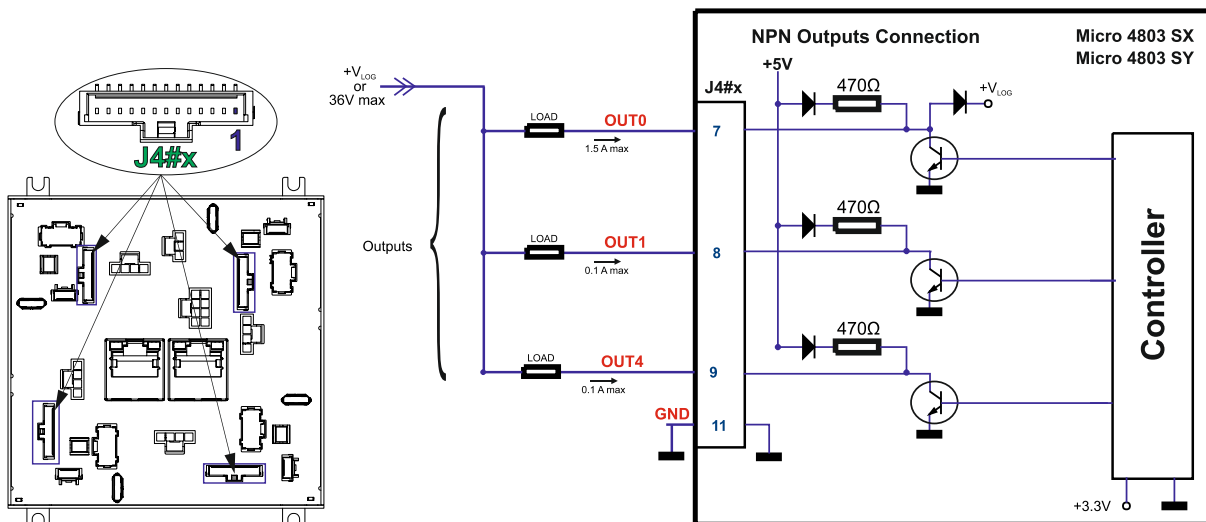 J4#x
1
+VLOG
or
36V max
Outputs
LOAD
OUT0
1.5 A max
LOAD
OUT1
0.1 A max
LOAD
OUT4
0.1 A max
GND
NPN Outputs Connection
Micro 4803 SX
Micro 4803 SY
+5V
J4#x
7
8
9
11
470Ω
+VLOG
470Ω
470Ω
Controller
+3.3V